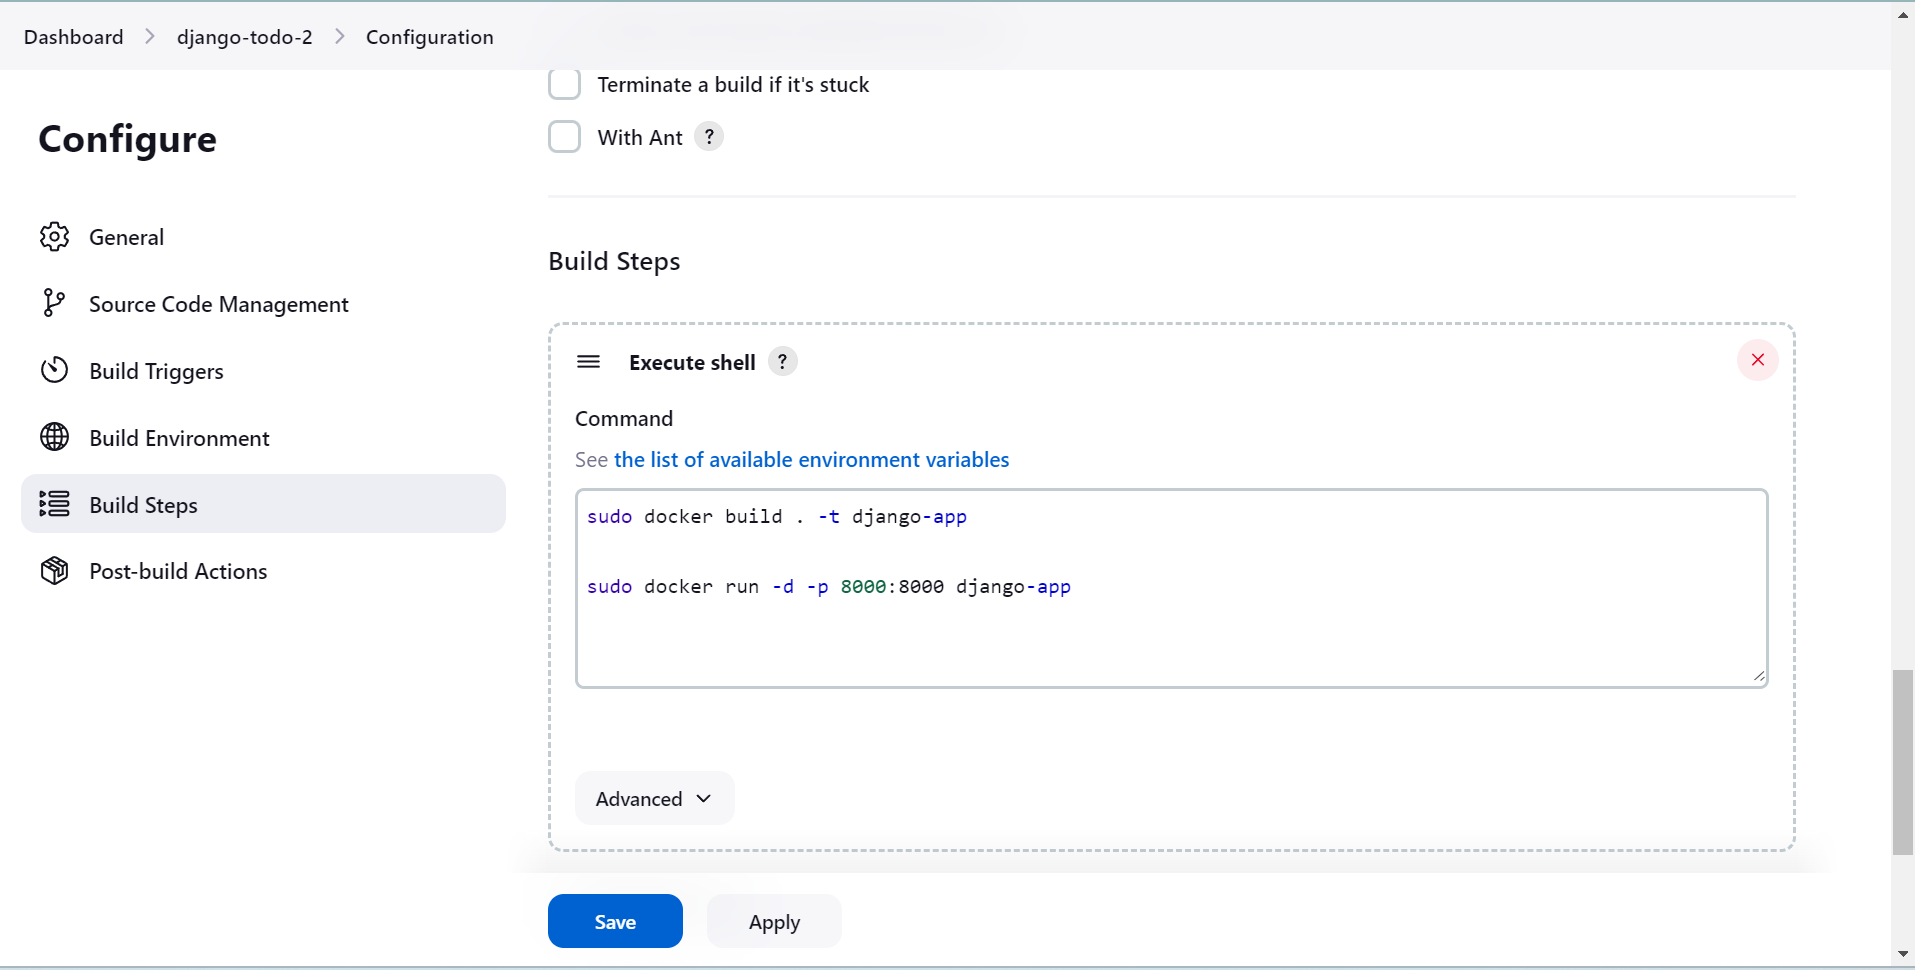 Dashboard > django-todo-2 > Configuration
Configure
General
Source Code Management
Build Triggers
Build Environment
Build Steps
Post-build Actions
Terminate a build if it's stuck
With Ant ?
Build Steps
Execute shell ?
Command
See the list of available environment variables
sudo docker build . -t django-app
sudo docker run -d -p 8000:8000 django-app
Advanced
Save
Apply